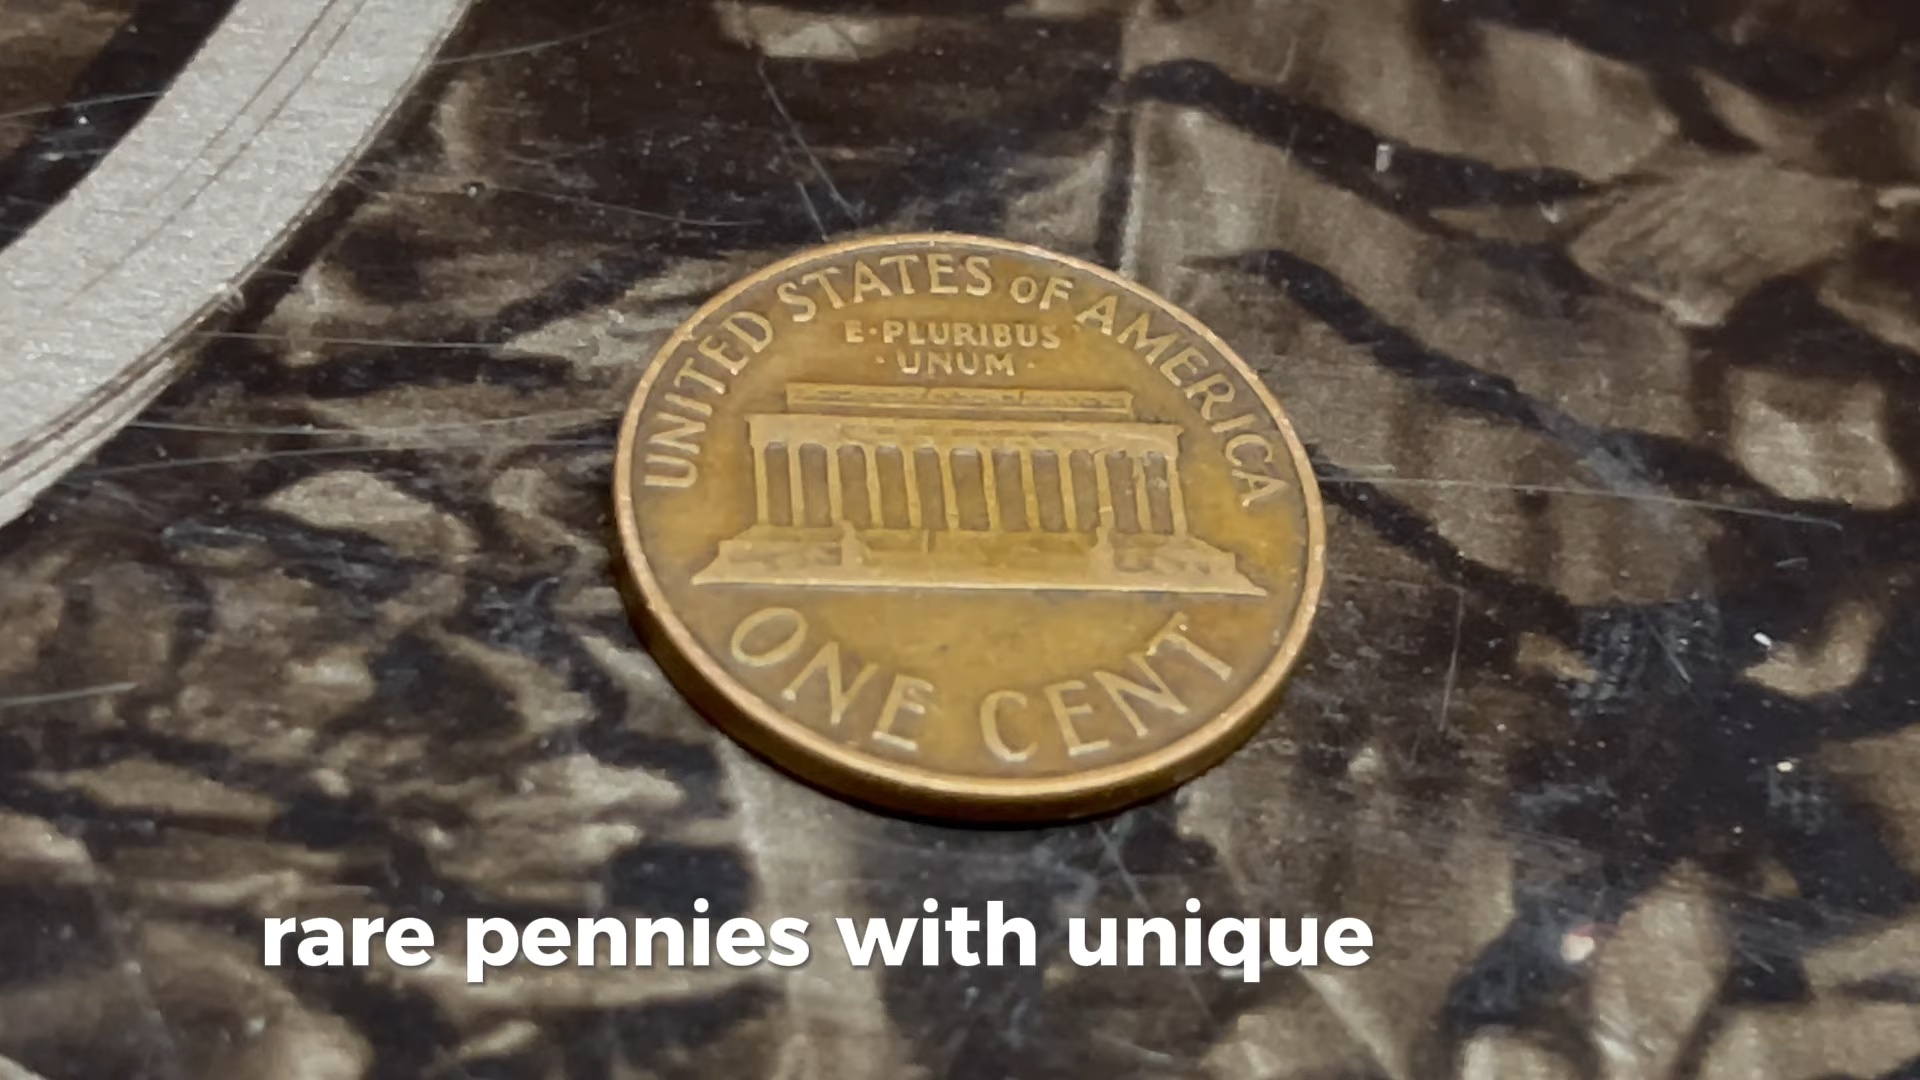 UNITED STATES OF AMERICA
E·PLURIBUS
·UNUM·
ONE CENT
rare pennies with unique